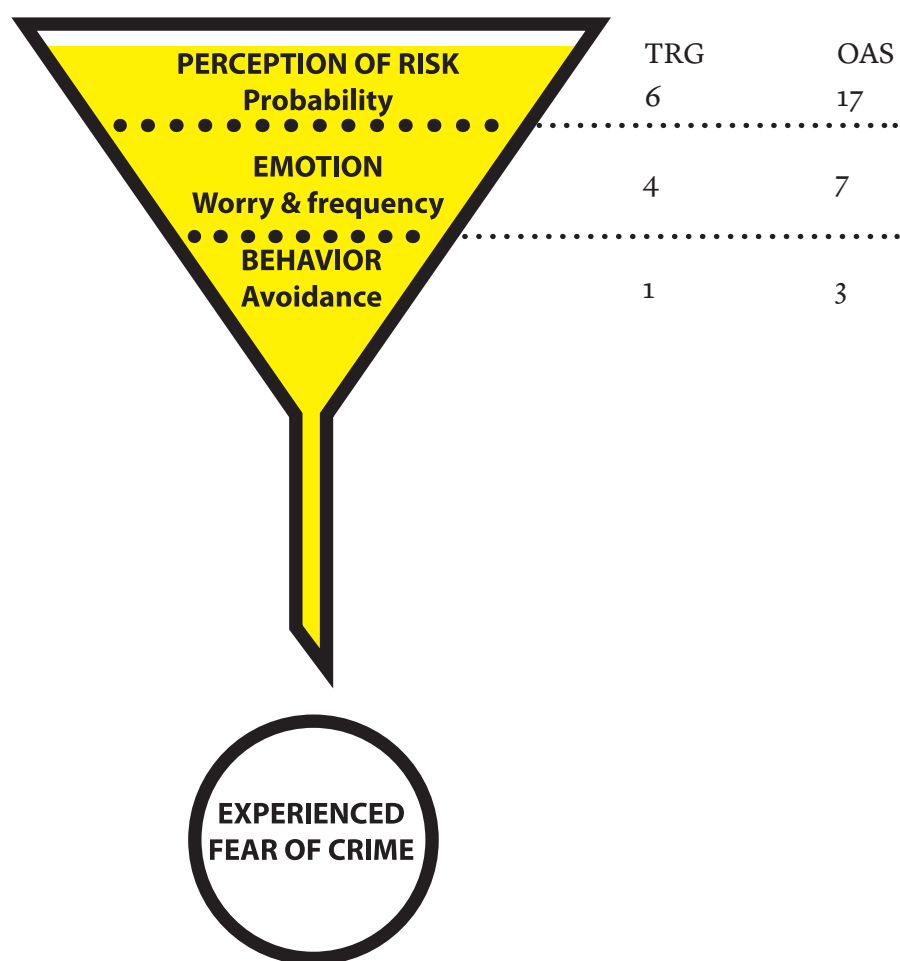 PERCEPTION OF RISK TRG OAS
Probability 6 17
EMOTION
Worry & frequency 4 7
BEHAVIOR
Avoidance 1 3
EXPERIENCED
FEAR OF CRIME